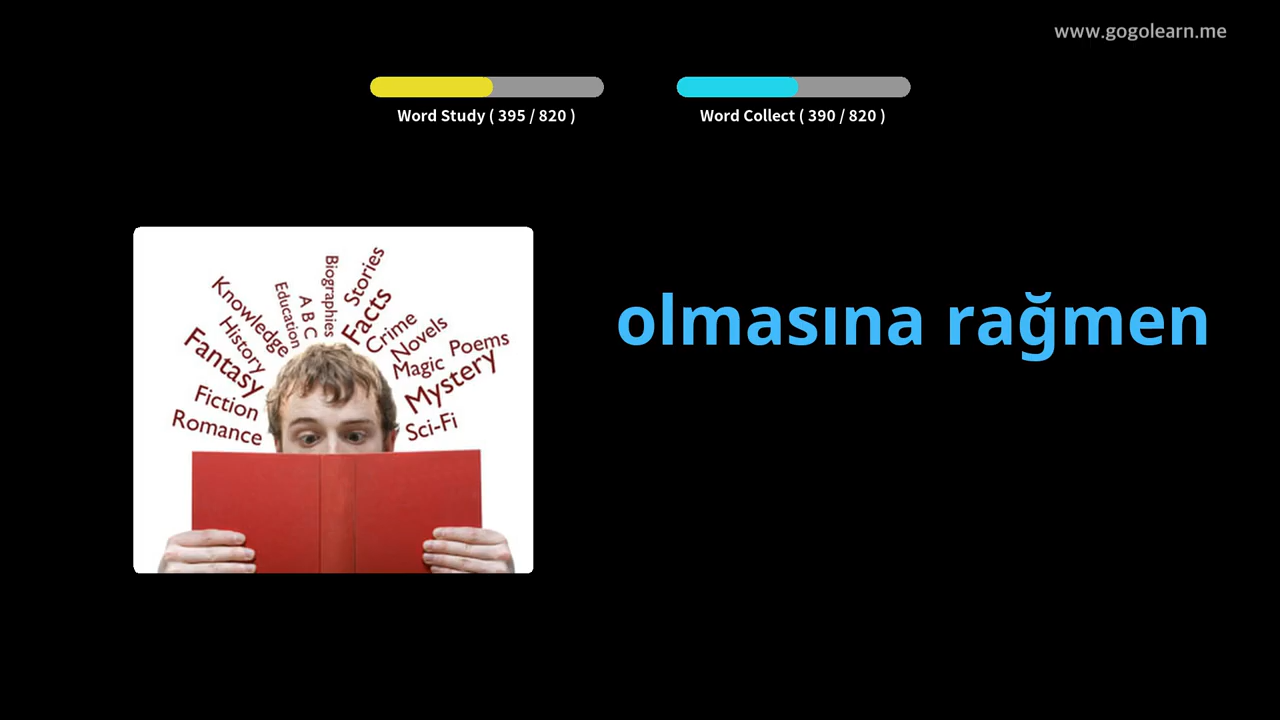 www.gogolearn.me
Word Study ( 395 / 820 )
Word Collect ( 390 / 820 )
olmasına rağmen
Biographies
Stories
Education
A B C
Facts
Knowledge
Crime
History
Novels
Poems
Fantasy
Magic
Mystery
Fiction
Romance
Sci-Fi